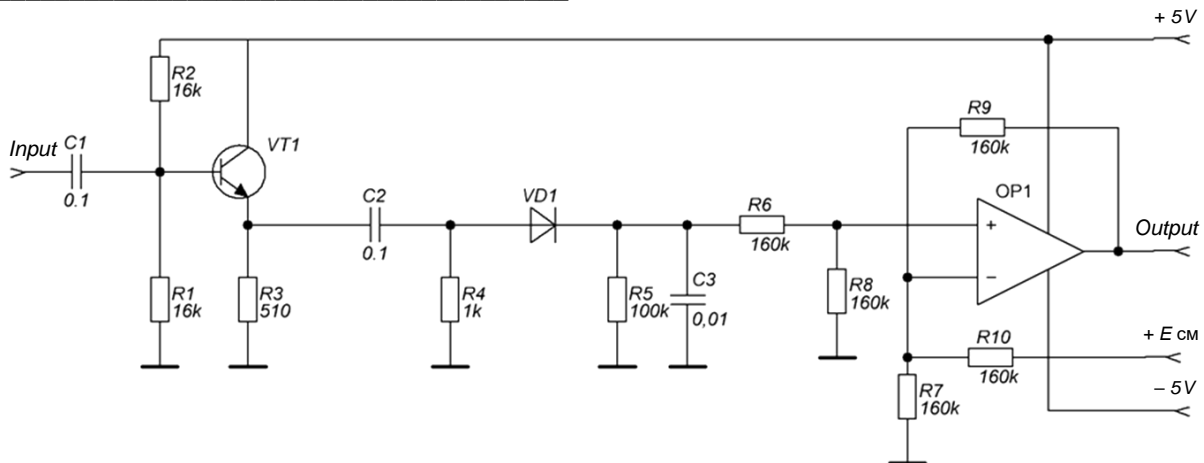 + 5V
R2
16k
R9
160k
Input
C1
0.1
VT1
OP1
C2
0.1
VD1
R6
160k
+
−
Output
R1
16k
R3
510
R4
1k
R5
100k
C3
0,01
R8
160k
R10
160k
+ E см
R7
160k
– 5V